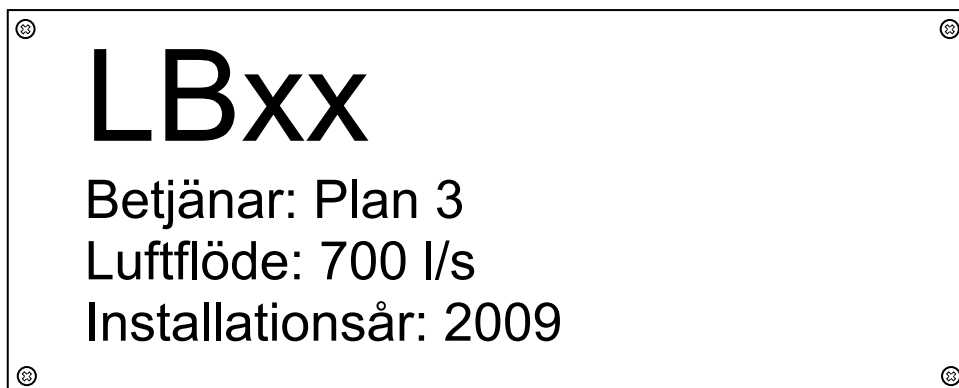 LBxx
Betjänar: Plan 3
Luftflöde: 700 l/s
Installationsår: 2009